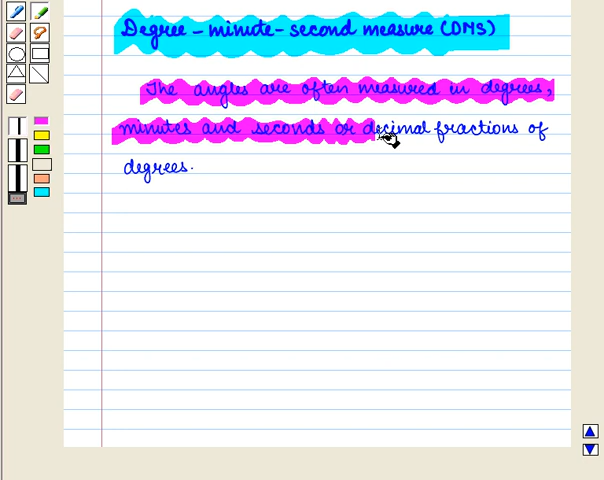 Degree - minute - second measure (DMS)
The angles are often measured in degrees,
minutes and seconds or decimal fractions of
degrees.